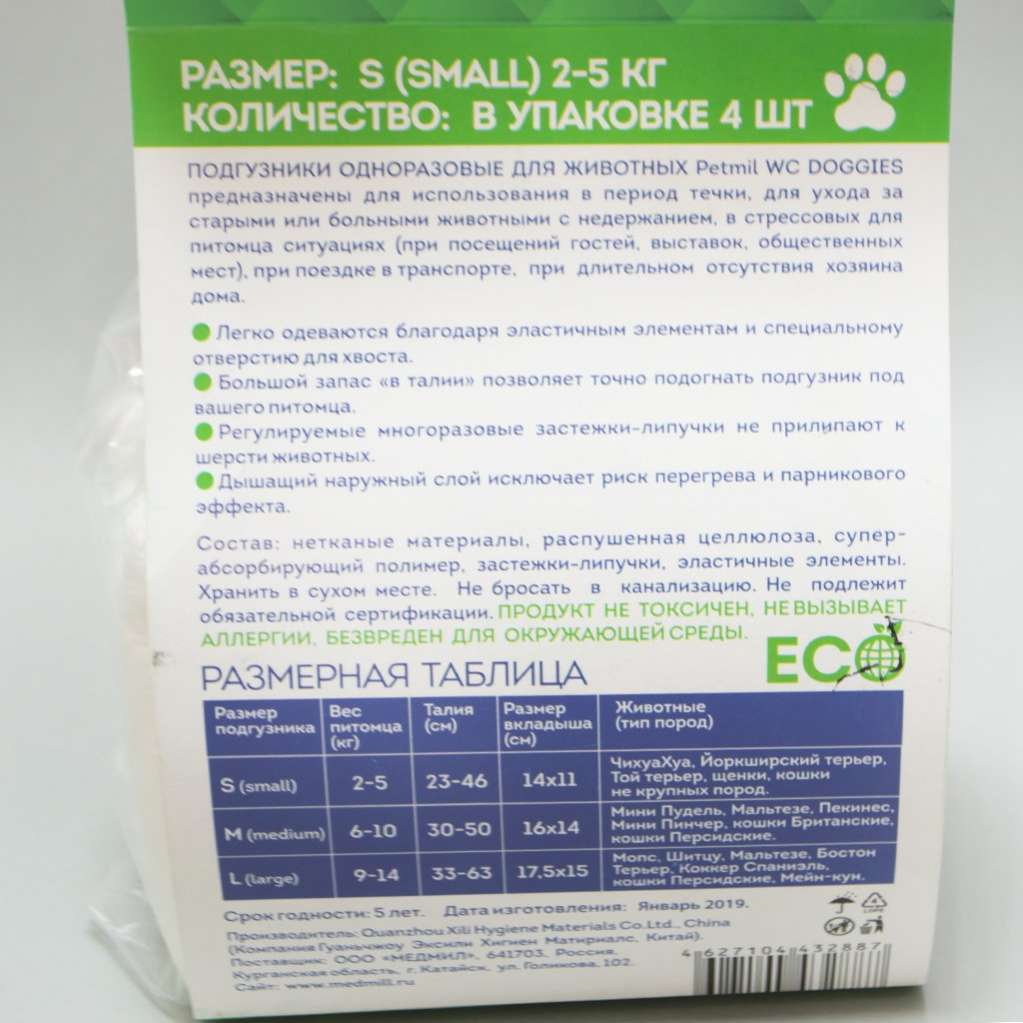 РАЗМЕР: S (SMALL) 2-5 КГ
КОЛИЧЕСТВО: В УПАКОВКЕ 4 ШТ
ПОДГУЗНИКИ ОДНОРАЗОВЫЕ ДЛЯ ЖИВОТНЫХ Petmil WC DOGGIES
предназначены для использования в период течки, для ухода за
старыми или больными животными с недержанием, в стрессовых для
питомца ситуациях (при посещений гостей, выставок, общественных
мест), при поездке в транспорте, при длительном отсутствия хозяина
дома.
Легко одеваются благодаря эластичным элементам и специальному
отверстию для хвоста.
Большой запас «в талии» позволяет точно подогнать подгузник под
вашего питомца.
Регулируемые многоразовые застежки-липучки не прилипают к
шерсти животных.
Дышащий наружный слой исключает риск перегрева и парникового
эффекта.
Состав: нетканые материалы, распушенная целлюлоза, супер-
абсорбирующий полимер, застежки-липучки, эластичные элементы.
Хранить в сухом месте. Не бросать в канализацию. Не подлежит
обязательной сертификации. ПРОДУКТ НЕ ТОКСИЧЕН, НЕ ВЫЗЫВАЕТ
АЛЛЕРГИИ, БЕЗВРЕДЕН ДЛЯ ОКРУЖАЮЩЕЙ СРЕДЫ.
ECO
РАЗМЕРНАЯ ТАБЛИЦА
Размер подгузника Вес питомца (кг) Талия (см) Размер вкладыша (см) Животные (тип пород)
S (small) 2-5 23-46 14x11 ЧихуаХуа, Йоркширский терьер,
Той терьер, щенки, кошки
не крупных пород.
M (medium) 6-10 30-50 16x14 Мини Пудель, Мальтезе, Пекинес,
Мини Пинчер, кошки Британские,
кошки Персидские.
L (large) 9-14 33-63 17,5x15 Мопс, Шитцу, Мальтезе, Бостон
Терьер, Коккер Спаниэль,
кошки Персидские, Мейн-кун.
Срок годности: 5 лет. Дата изготовления: Январь 2019.
Производитель: Quanzhou Xili Hygiene Materials Co.Ltd., China
(Компания Гуаньчжоу Эксили Хигиен Матириалс, Китай).
Поставщик: ООО «МЕДМИЛ», 641703, Россия,
Курганская область, г. Катайск, ул. Голикова, 102.
Сайт: www.medmill.ru
4
LDPE
4 627104 432887